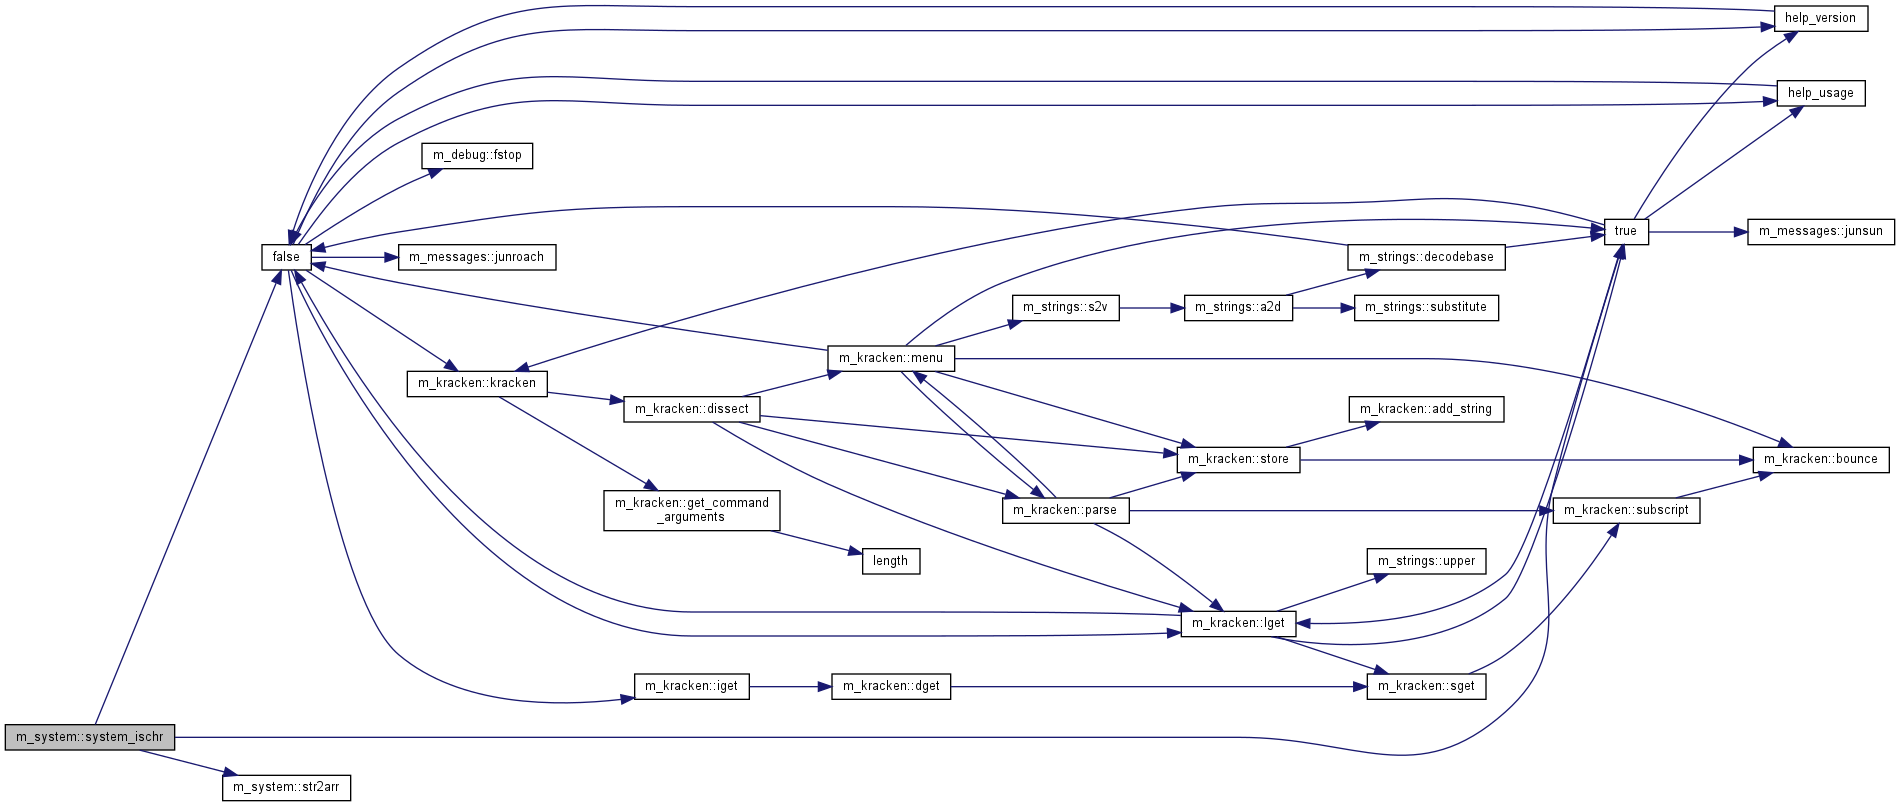 help_version
help_usage
m_debug::fstop
true
m_messages::junsun
false
m_messages::junroach
m_strings::decodebase
m_strings::s2v
m_strings::a2d
m_strings::substitute
m_kracken::menu
m_kracken::kracken
m_kracken::dissect
m_kracken::add_string
m_kracken::store
m_kracken::bounce
m_kracken::get_command
_arguments
m_kracken::parse
m_kracken::subscript
length
m_strings::upper
m_kracken::lget
m_kracken::iget
m_kracken::dget
m_kracken::sget
m_system::system_ischr
m_system::str2arr